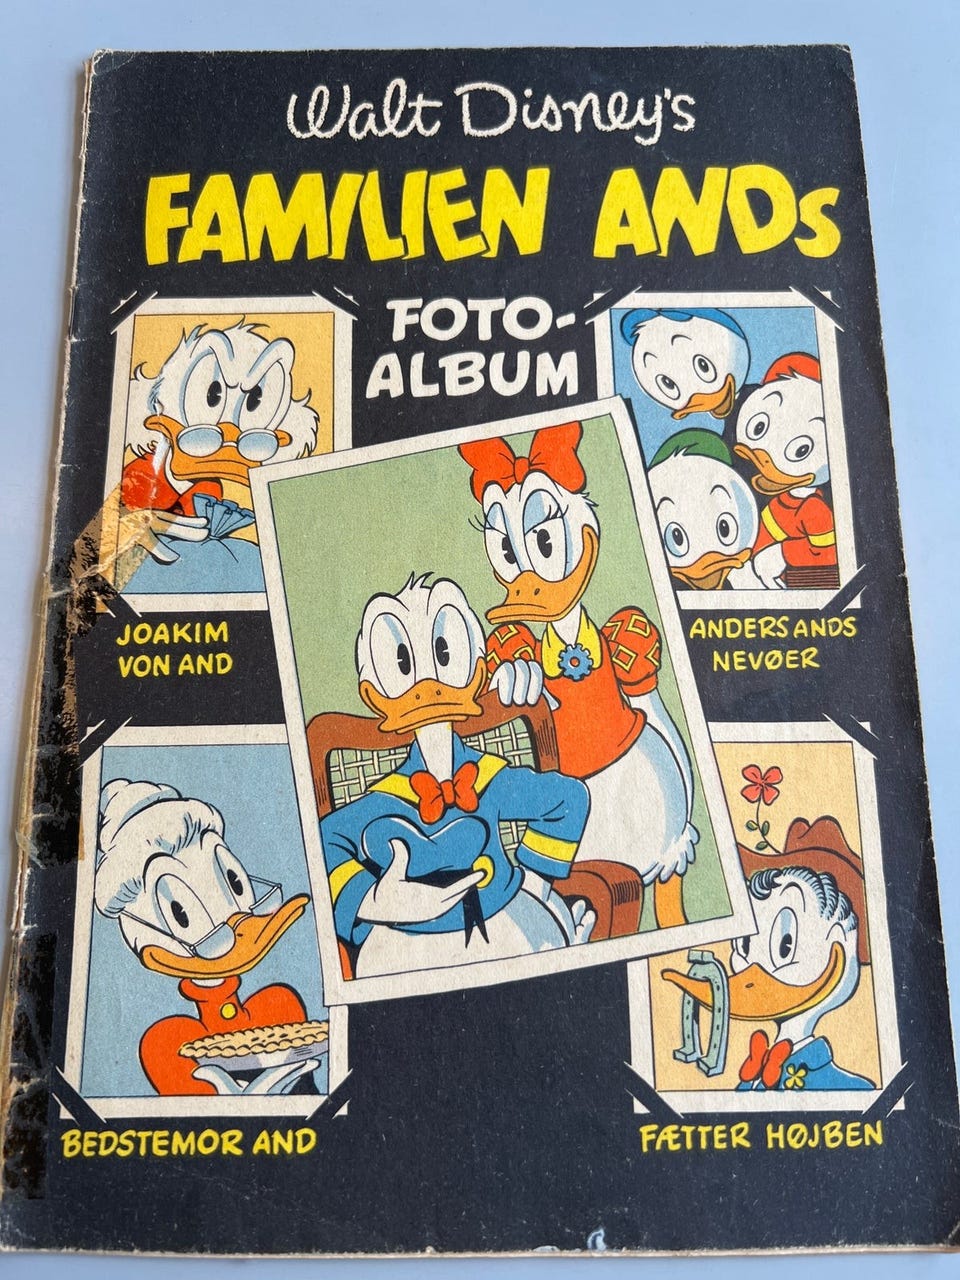 Walt Disney's
FAMILIEN ANDs
FOTO-
ALBUM
JOAKIM
VON AND
ANDERS ANDS
NEVØER
BEDSTEMOR AND
FÆTTER HØJBEN